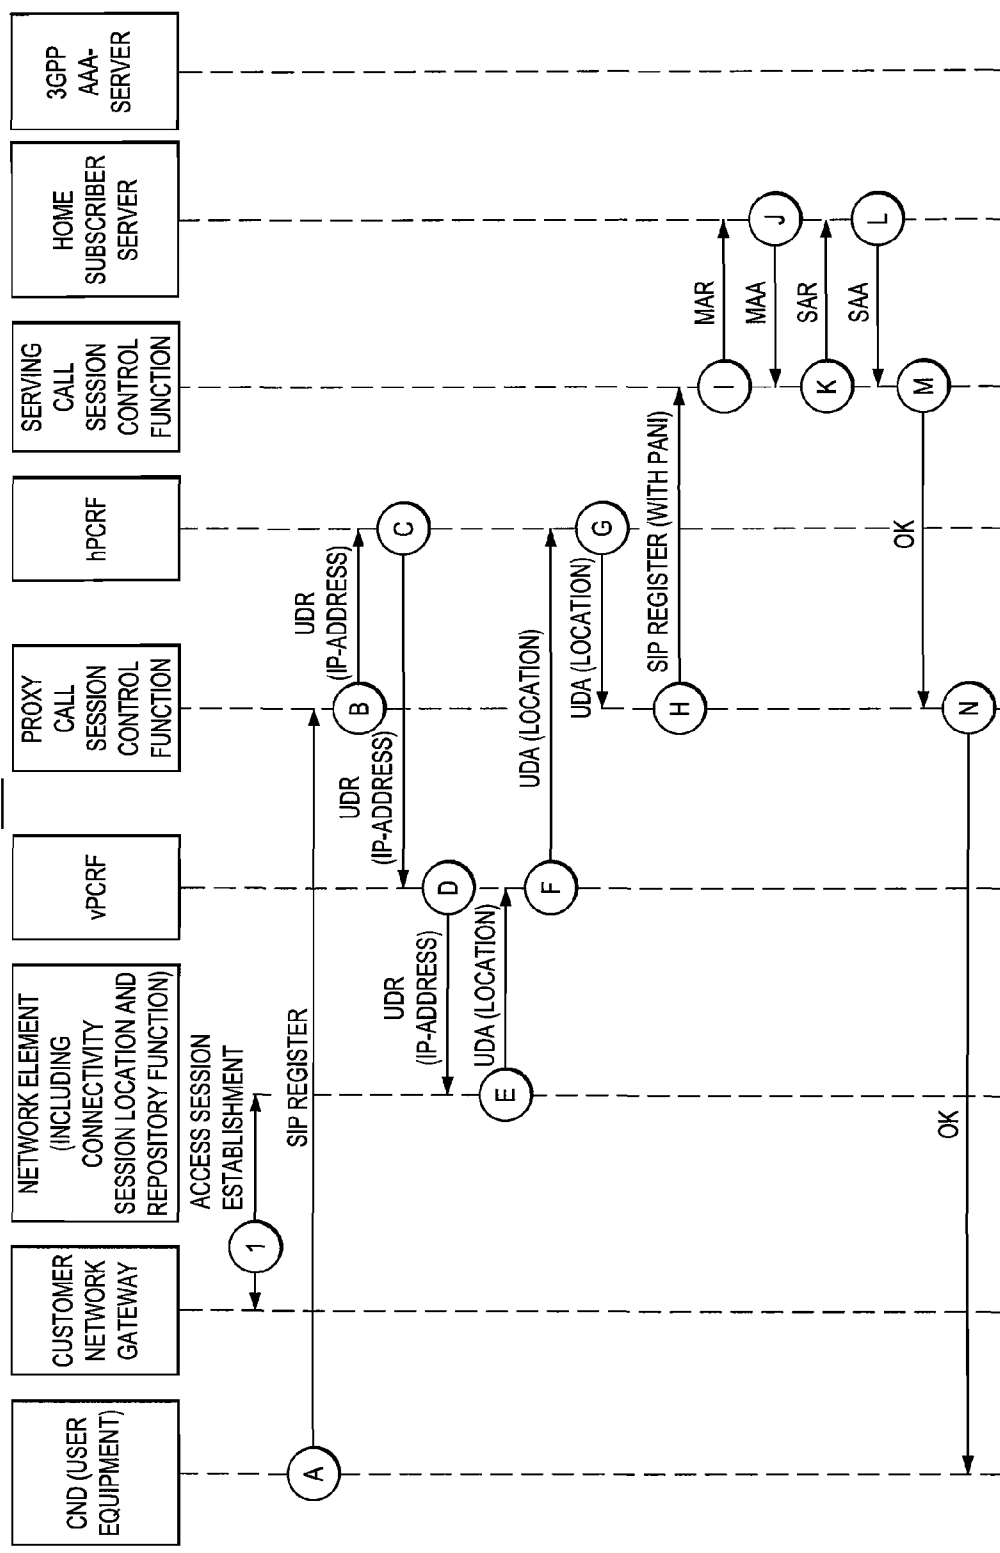 CND (USER
EQUIPMENT)
CUSTOMER
NETWORK
GATEWAY
NETWORK ELEMENT
(INCLUDING
CONNECTIVITY
SESSION LOCATION AND
REPOSITORY FUNCTION)
vPCRF
PROXY
CALL
SESSION
CONTROL
FUNCTION
hPCRF
SERVING
CALL
SESSION
CONTROL
FUNCTION
HOME
SUBSCRIBER
SERVER
3GPP
AAA-
SERVER
ACCESS SESSION
ESTABLISHMENT
1
A
SIP REGISTER
B
UDR
(IP-ADDRESS)
C
UDR
(IP-ADDRESS)
D
UDR
(IP-ADDRESS)
E
UDA (LOCATION)
F
UDA (LOCATION)
G
UDA (LOCATION)
H
SIP REGISTER (WITH PANI)
I
MAR
J
MAA
K
SAR
L
SAA
M
OK
N
OK